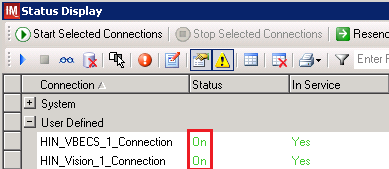 IM Status Display
Start Selected Connections Stop Selected Connections Resend
Enter
Connection Status In Service
System
User Defined
HIN_VBECS_1_Connection On Yes
HIN_Vision_1_Connection On Yes